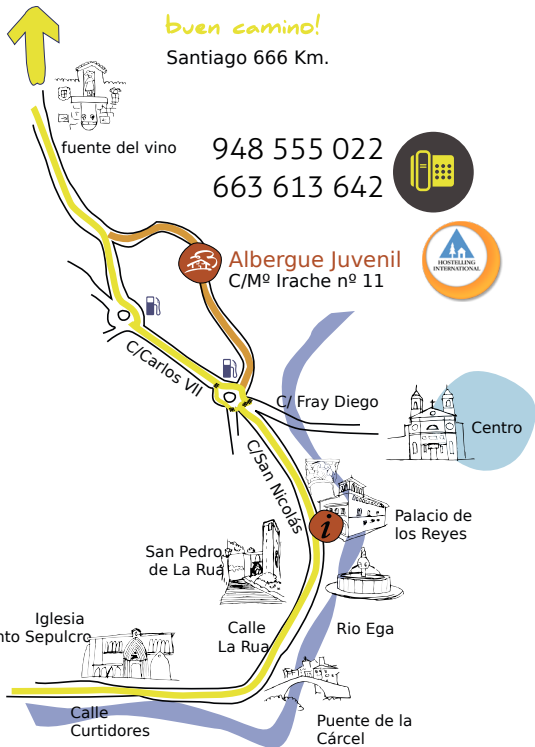 buen camino!
Santiago 666 Km.
fuente del vino
948 555 022
663 613 642
Albergue Juvenil
C/Mº Irache nº 11
HOSTELLING
INTERNATIONAL
C/Carlos VII
C/ Fray Diego
Centro
C/San Nicolás
i
Palacio de
los Reyes
San Pedro
de La Rua
Iglesia
nto Sepulcro
Calle
La Rua
Rio Ega
Calle
Curtidores
Puente de la
Cárcel